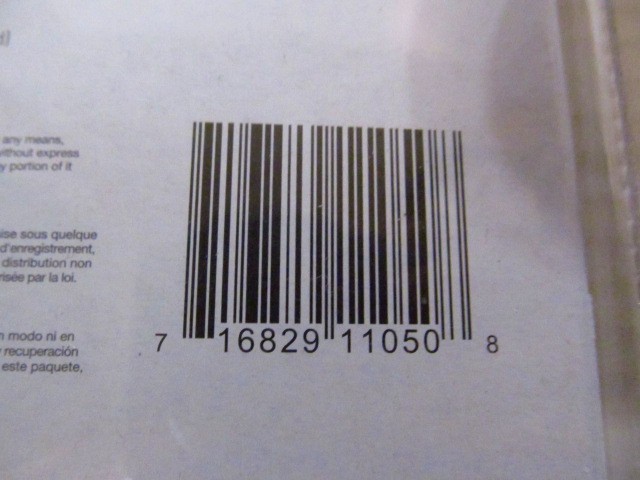 any means,
without express
y portion of it
ise sous quelque
d'enregistrement,
distribution non
risée par la loi.
n modo ni en
recuperación
este paquete,
7 16829 11050 8